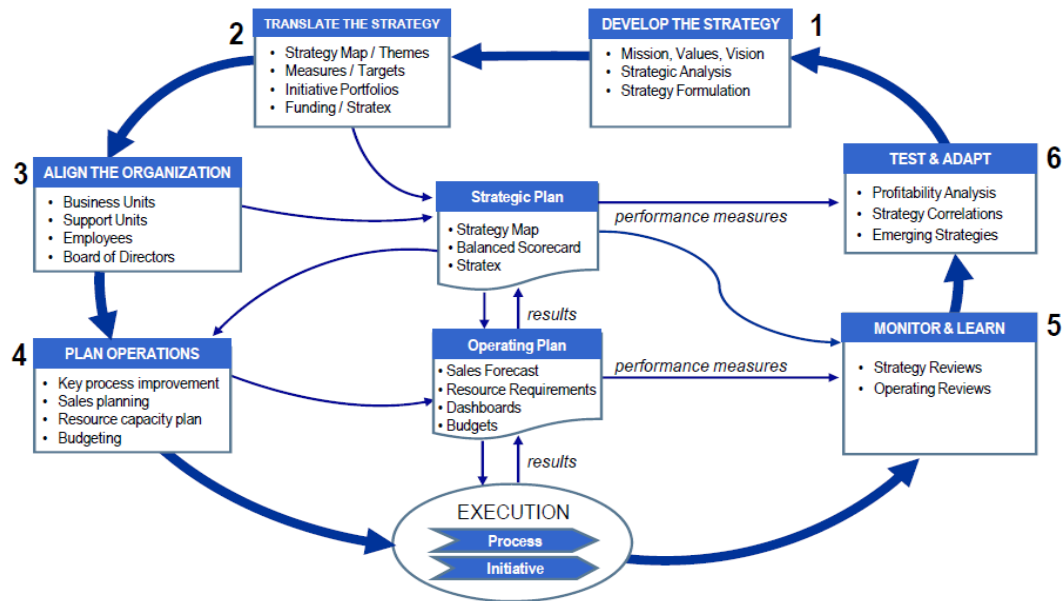 2
TRANSLATE THE STRATEGY
• Strategy Map / Themes
• Measures / Targets
• Initiative Portfolios
• Funding / Stratex
DEVELOP THE STRATEGY
1
• Mission, Values, Vision
• Strategic Analysis
• Strategy Formulation
3
ALIGN THE ORGANIZATION
• Business Units
• Support Units
• Employees
• Board of Directors
Strategic Plan
• Strategy Map
• Balanced Scorecard
• Stratex
performance measures
TEST & ADAPT
6
• Profitability Analysis
• Strategy Correlations
• Emerging Strategies
results
4
PLAN OPERATIONS
• Key process improvement
• Sales planning
• Resource capacity plan
• Budgeting
Operating Plan
• Sales Forecast
• Resource Requirements
• Dashboards
• Budgets
performance measures
MONITOR & LEARN
5
• Strategy Reviews
• Operating Reviews
results
EXECUTION
Process
Initiative